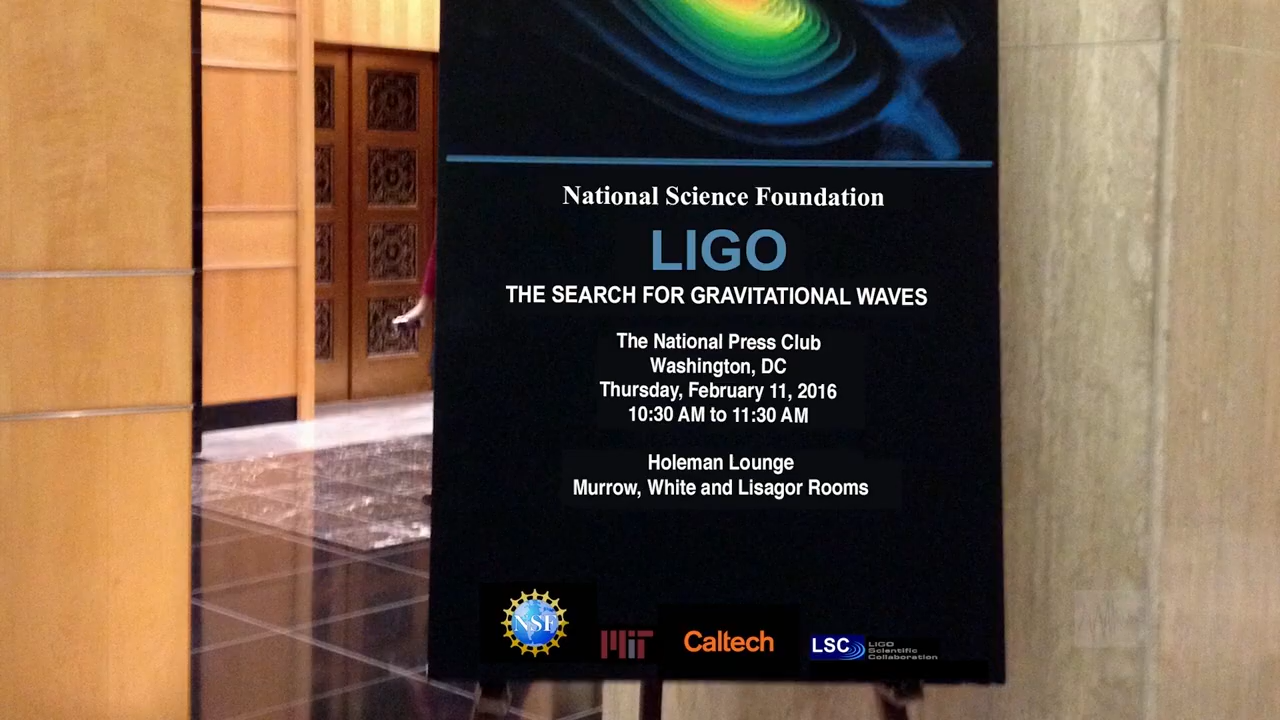 National Science Foundation
LIGO
THE SEARCH FOR GRAVITATIONAL WAVES
The National Press Club
Washington, DC
Thursday, February 11, 2016
10:30 AM to 11:30 AM
Holeman Lounge
Murrow, White and Lisagor Rooms
NSF
MIT
Caltech
LSC
LIGO
Scientific
Collaboration